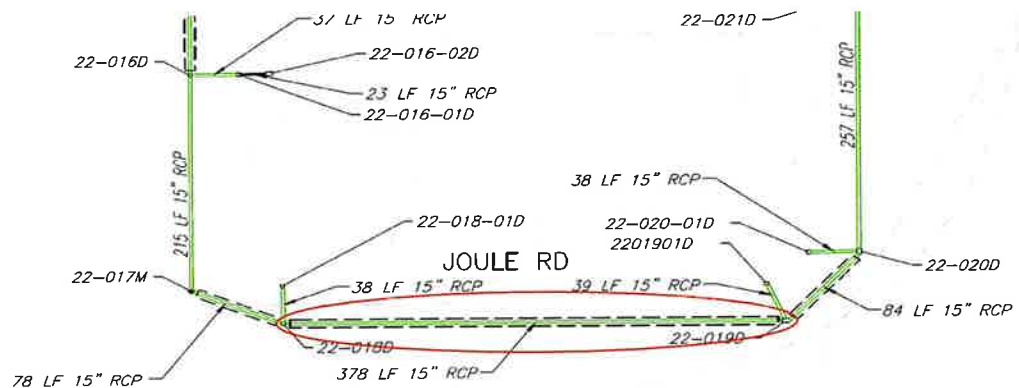 37 LF 15" RCP
22-021D
22-016-02D
22-016D
23 LF 15" RCP
22-016-01D
257 LF 15" RCP
215 LF 15" RCP
38 LF 15" RCP
22-018-01D
22-020-01D
2201901D
JOULE RD
22-020D
22-017M
38 LF 15" RCP
39 LF 15" RCP
84 LF 15" RCP
22-018D
22-019D
78 LF 15" RCP
378 LF 15" RCP